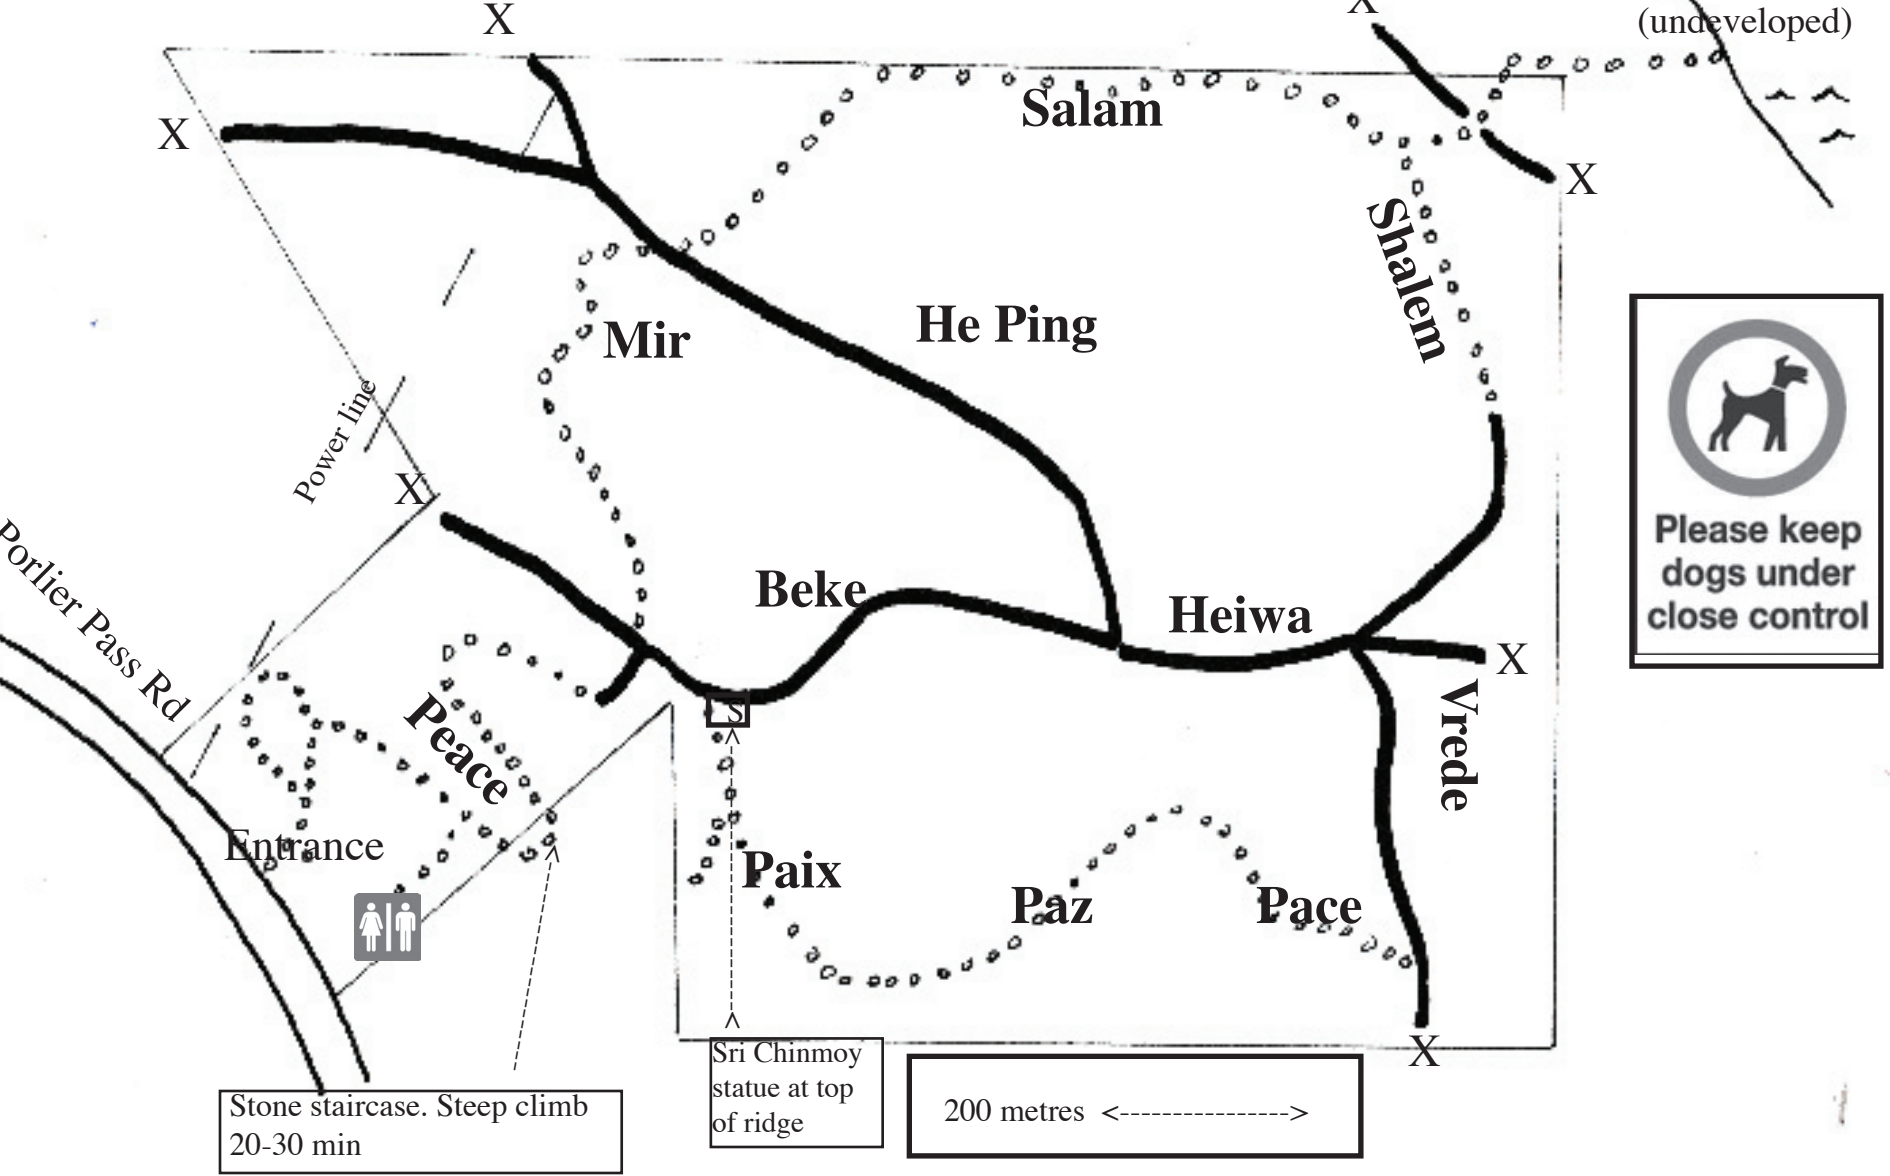 X
X
(undeveloped)
Salam
X
X
Shalem
He Ping
Mir
Power line
X
Please keep
dogs under
close control
Porlier Pass Rd
Beke
Heiwa
X
Vrede
Peace
S
Entrance
Paix
Paz
Pace
Sri Chinmoy
statue at top
of ridge
X
200 metres <---------------->
Stone staircase. Steep climb
20-30 min